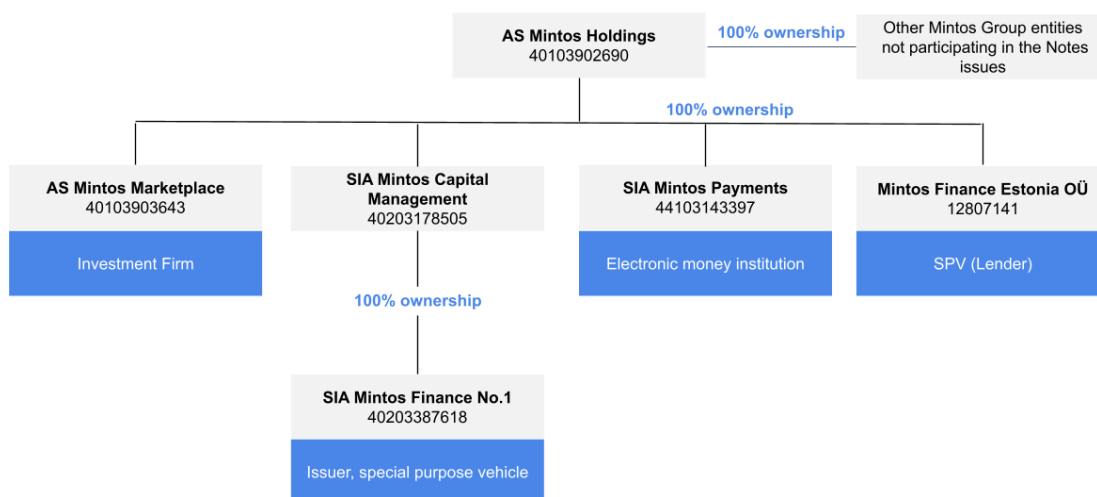 AS Mintos Holdings
40103902690
100% ownership
Other Mintos Group entities
not participating in the Notes
issues
100% ownership
AS Mintos Marketplace
40103903643
Investment Firm
SIA Mintos Capital
Management
40203178505
SIA Mintos Payments
44103143397
Electronic money institution
Mintos Finance Estonia OÜ
12807141
SPV (Lender)
100% ownership
SIA Mintos Finance No.1
40203387618
Issuer, special purpose vehicle